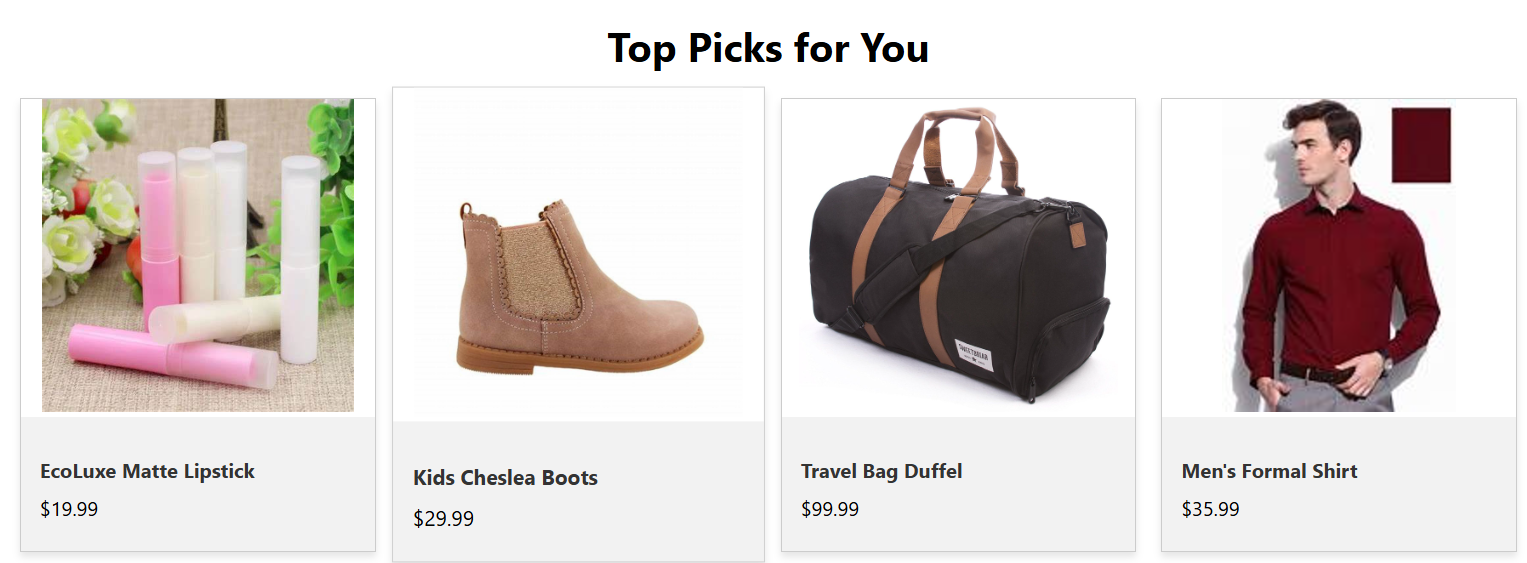 Top Picks for You
EcoLuxe Matte Lipstick
$19.99
Kids Cheslea Boots
$29.99
Travel Bag Duffel
$99.99
Men's Formal Shirt
$35.99